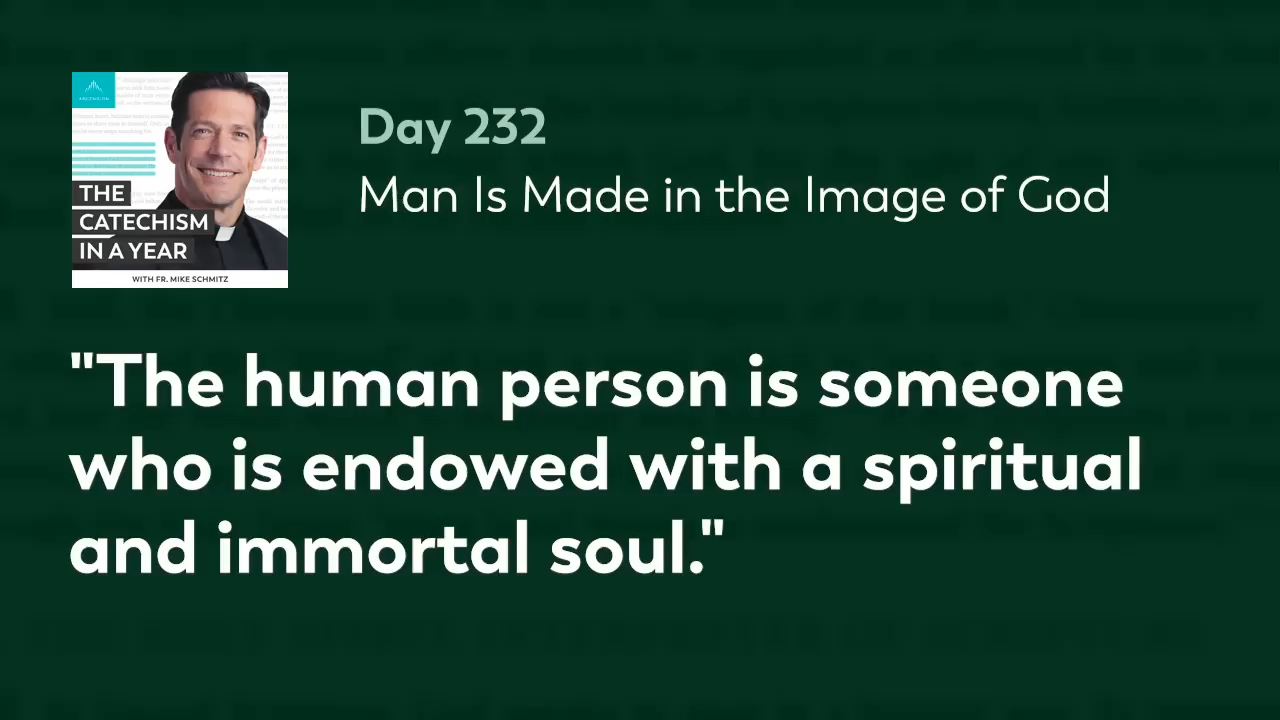 ASCENSION
THE
CATECHISM
IN A YEAR
WITH FR. MIKE SCHMITZ
Day 232
Man Is Made in the Image of God
"The human person is someone
who is endowed with a spiritual
and immortal soul."